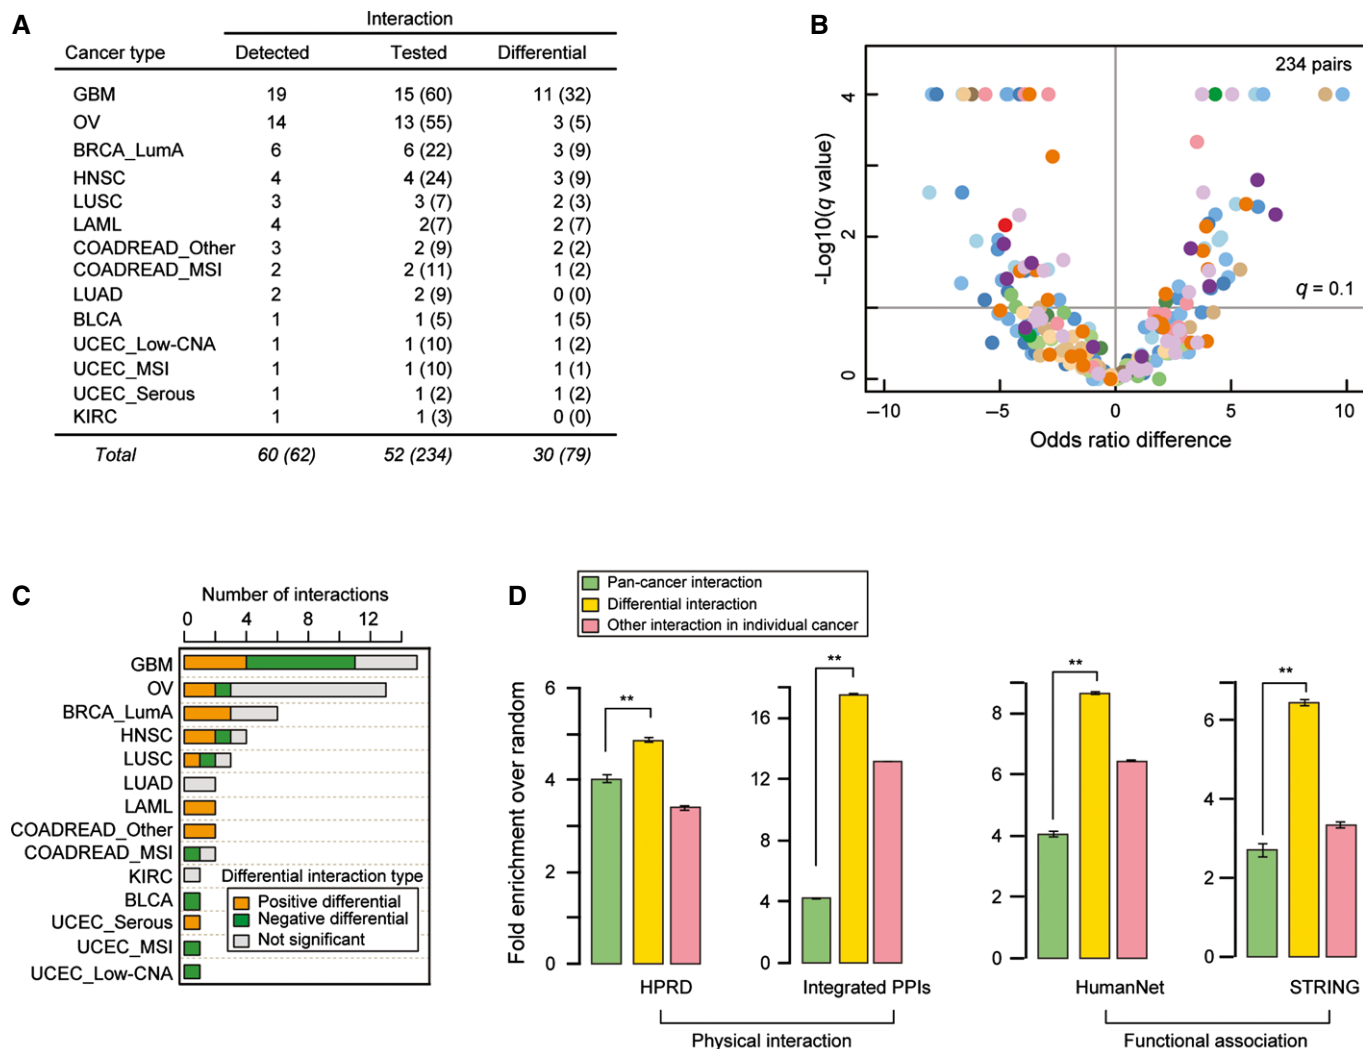 A
Interaction
Cancer type Detected Tested Differential
GBM 19 15 (60) 11 (32)
OV 14 13 (55) 3 (5)
BRCA_LumA 6 6 (22) 3 (9)
HNSC 4 4 (24) 3 (9)
LUSC 3 3 (7) 2 (3)
LAML 4 2(7) 2 (7)
COADREAD_Other 3 2 (9) 2 (2)
COADREAD_MSI 2 2 (11) 1 (2)
LUAD 2 2 (9) 0 (0)
BLCA 1 1 (5) 1 (5)
UCEC_Low-CNA 1 1 (10) 1 (2)
UCEC_MSI 1 1 (10) 1 (1)
UCEC_Serous 1 1 (2) 1 (2)
KIRC 1 1 (3) 0 (0)
Total 60 (62) 52 (234) 30 (79)
B
234 pairs
q = 0.1
-Log10(q value)
4
2
0
−10 −5 0 5 10
Odds ratio difference
C
Number of interactions
0 4 8 12
GBM
OV
BRCA_LumA
HNSC
LUSC
LUAD
LAML
COADREAD_Other
COADREAD_MSI
KIRC
BLCA
UCEC_Serous
UCEC_MSI
UCEC_Low-CNA
Differential interaction type
Positive differential
Negative differential
Not significant
D
Pan-cancer interaction
Differential interaction
Other interaction in individual cancer
Fold enrichment over random
6
4
2
0
**
HPRD
16
12
8
4
0
**
Integrated PPIs
Physical interaction
8
6
4
2
0
**
HumanNet
6
4
2
0
**
STRING
Functional association